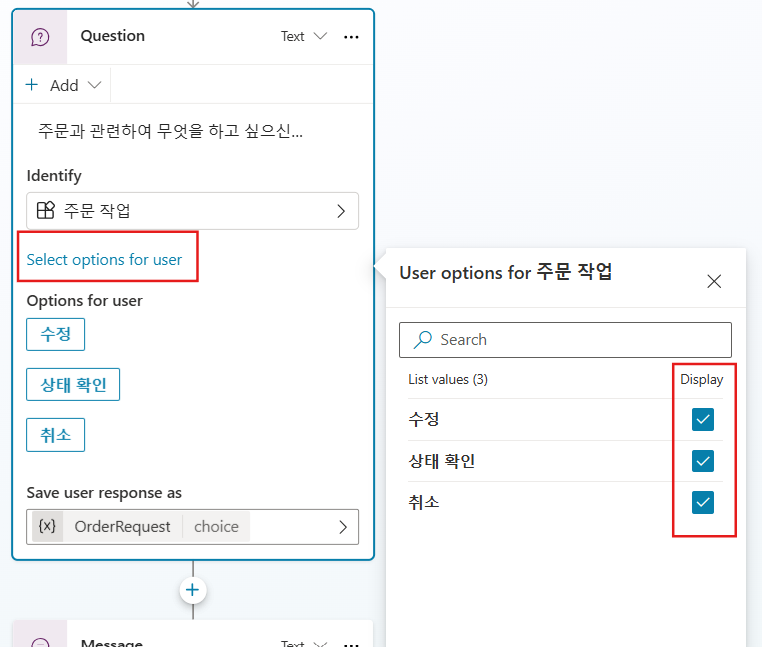 Question
Text
Add
주문과 관련하여 무엇을 하고 싶으신...
Identify
주문 작업
Select options for user
Options for user
수정
상태 확인
취소
Save user response as
{x} OrderRequest choice
Message
Text
User options for 주문 작업
Search
List values (3) Display
수정
상태 확인
취소